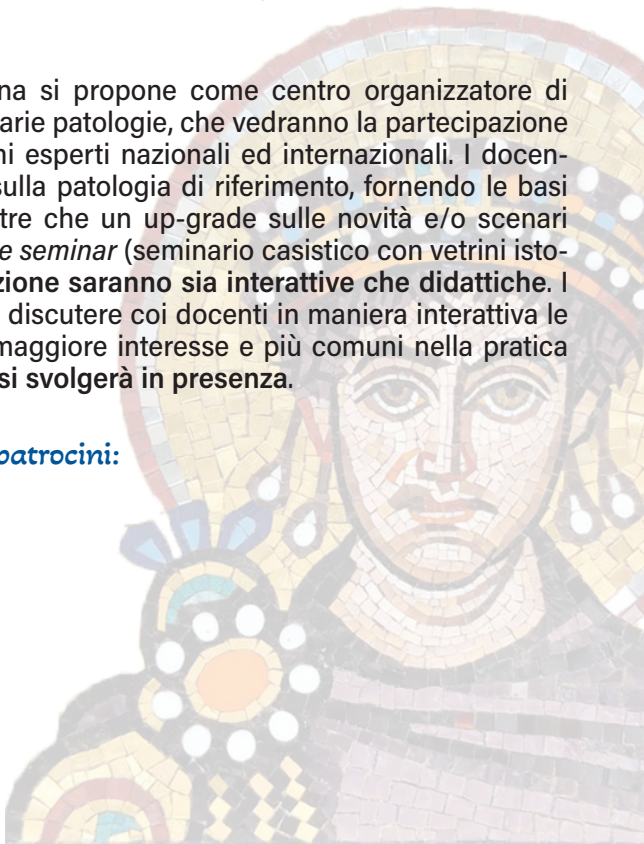 na si propone come centro organizzatore di
arie patologie, che vedranno la partecipazione
ni esperti nazionali ed internazionali. I docen-
sulla patologia di riferimento, fornendo le basi
tre che un up-grade sulle novità e/o scenari
e seminar (seminario casistico con vetrini isto-
zione saranno sia interattive che didattiche. I
discutere coi docenti in maniera interattiva le
maggiore interesse e più comuni nella pratica
si svolgerà in presenza.
patrocini: